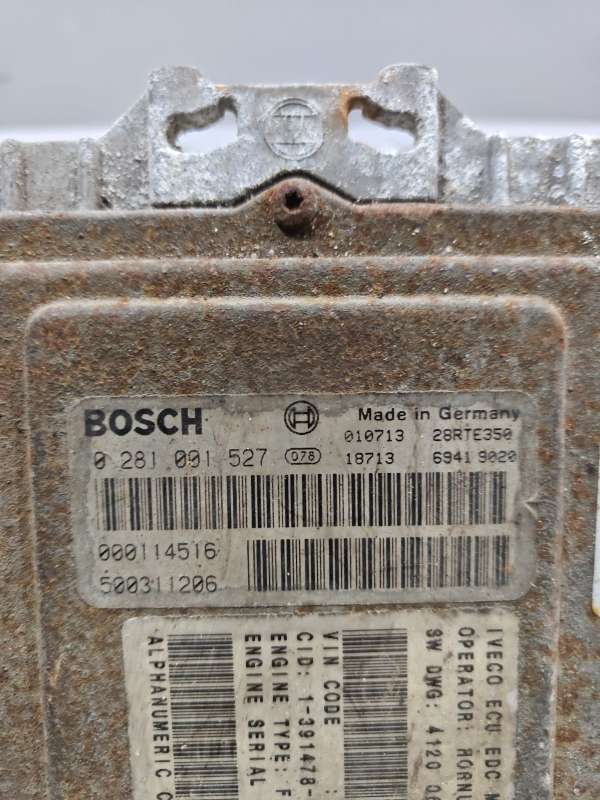 BOSCH
Made in Germany
010713 28RTE350
0 281 001 527 078 18713 6941 9020
000114516
500311206
IVECO ECU EDC
OPERATOR:
SW DWG: 4120
VIN CODE
CID: 1-391478-
ENGINE TYPE: F
ENGINE SERIAL
ALPHANUMERIC C